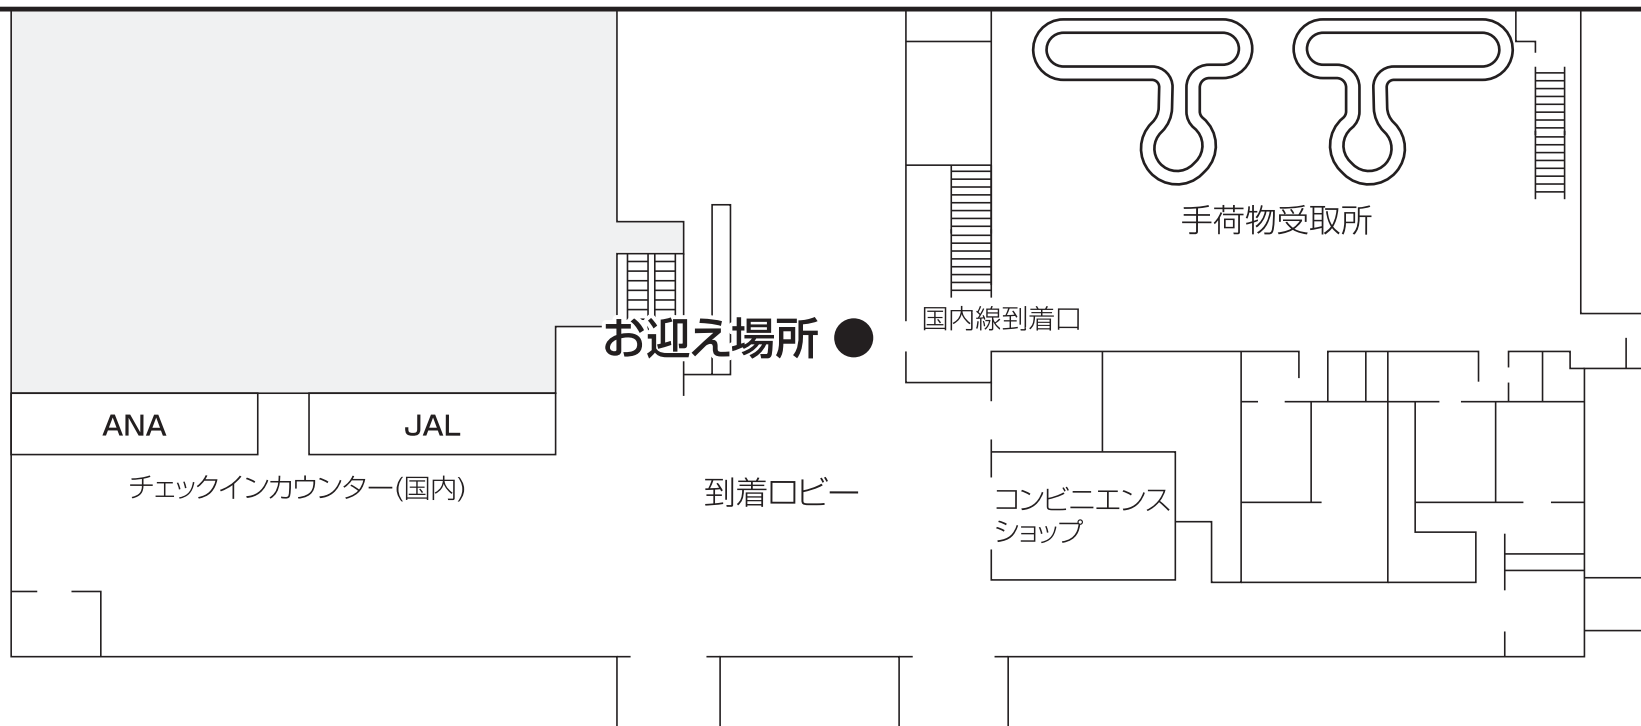 手荷物受取所
国内線到着口
お迎え場所
ANA
JAL
チェックインカウンター(国内)
到着ロビー
コンビニエンス
ショップ